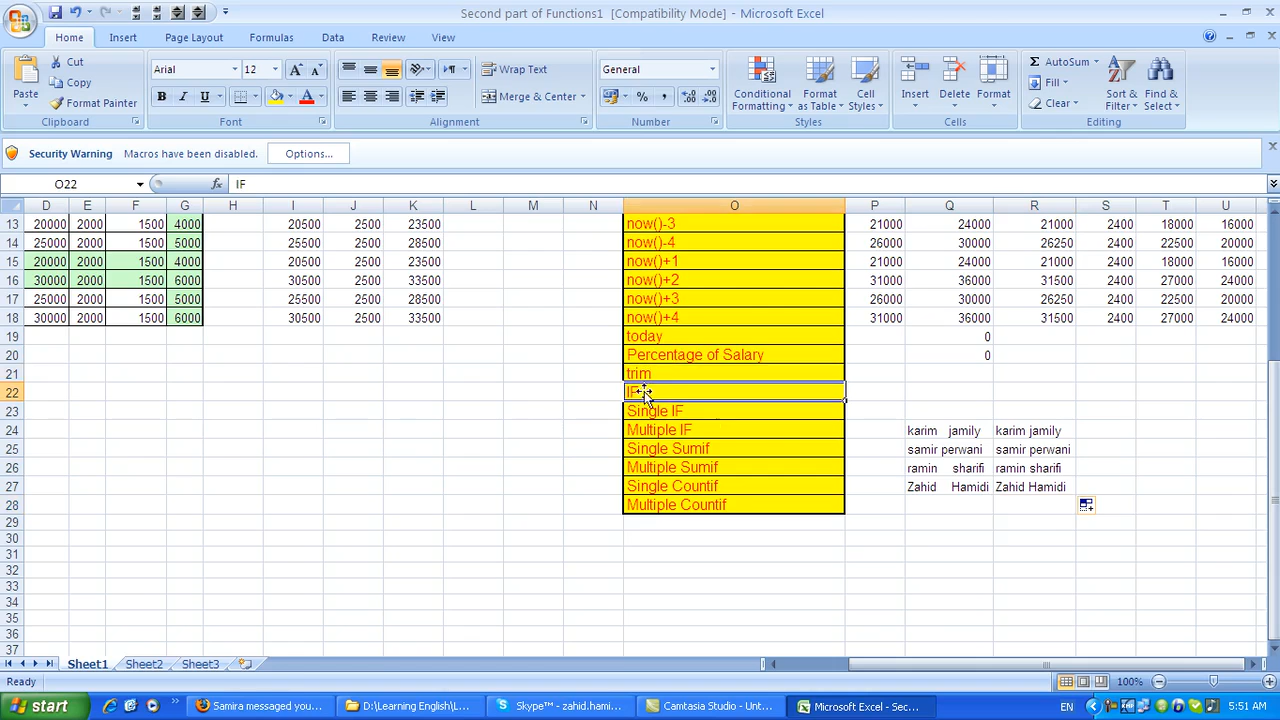 Second part of Functions1 [Compatibility Mode] - Microsoft Excel
Home Insert Page Layout Formulas Data Review View
Paste
Cut
Copy
Format Painter
Clipboard
Arial 12
B I U
Font
Wrap Text
Merge & Center
Alignment
General
Number
Conditional Formatting
Format as Table
Cell Styles
Styles
Insert Delete Format
Cells
AutoSum
Fill
Clear
Sort & Filter
Find & Select
Editing
Security Warning Macros have been disabled. Options...
O22 fx IF
D E F G H I J K L M N O P Q R S T U
13 20000 2000 1500 4000 20500 2500 23500 now()-3 21000 24000 21000 2400 18000 16000
14 25000 2000 1500 5000 25500 2500 28500 now()-4 26000 30000 26250 2400 22500 20000
15 20000 2000 1500 4000 20500 2500 23500 now()+1 21000 24000 21000 2400 18000 16000
16 30000 2000 1500 6000 30500 2500 33500 now()+2 31000 36000 31500 2400 27000 24000
17 25000 2000 1500 5000 25500 2500 28500 now()+3 26000 30000 26250 2400 22500 20000
18 30000 2000 1500 6000 30500 2500 33500 now()+4 31000 36000 31500 2400 27000 24000
19 today 0
20 Percentage of Salary 0
21 trim
22 IF
23 Single IF
24 Multiple IF karim jamily karim jamily
25 Single Sumif samir perwani samir perwani
26 Multiple Sumif ramin sharifi ramin sharifi
27 Single Countif Zahid Hamidi Zahid Hamidi
28 Multiple Countif
29
30
31
32
33
34
35
36
37
Sheet1 Sheet2 Sheet3
Ready 100%
start Samira messaged you... D:\Learning English\L... Skype™ - zahid.hami... Camtasia Studio - Unt... Microsoft Excel - Sec... EN 5:51 AM